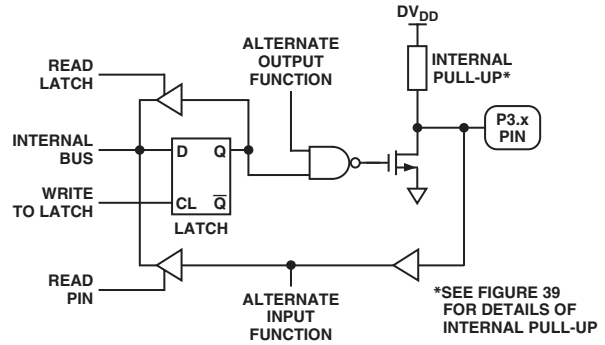 DVDD
ALTERNATE
OUTPUT
FUNCTION
INTERNAL
PULL-UP*
READ
LATCH
P3.x
PIN
INTERNAL
BUS
D Q
WRITE
TO LATCH
CL Q̅
LATCH
READ
PIN
ALTERNATE
INPUT
FUNCTION
*SEE FIGURE 39
FOR DETAILS OF
INTERNAL PULL-UP